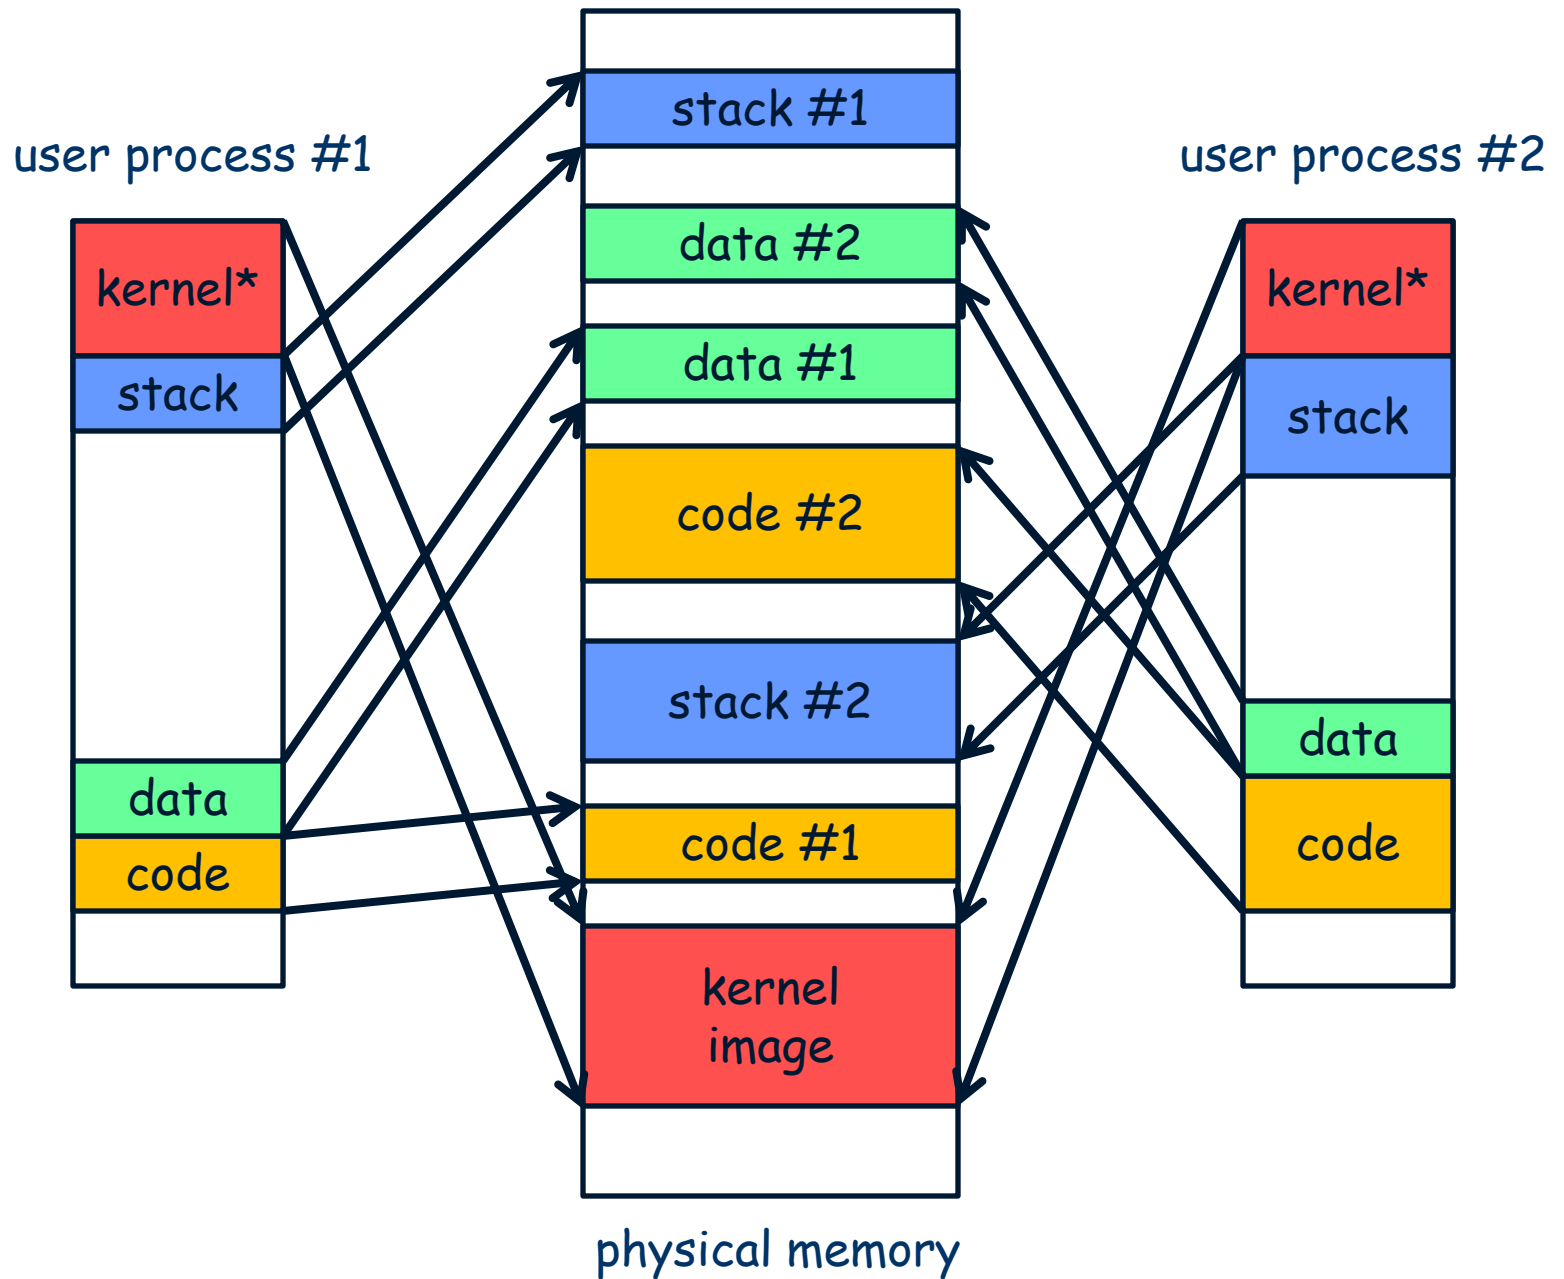 user process #1
kernel*
stack
data
code
stack #1
data #2
data #1
code #2
stack #2
code #1
kernel
image
physical memory
user process #2
kernel*
stack
data
code